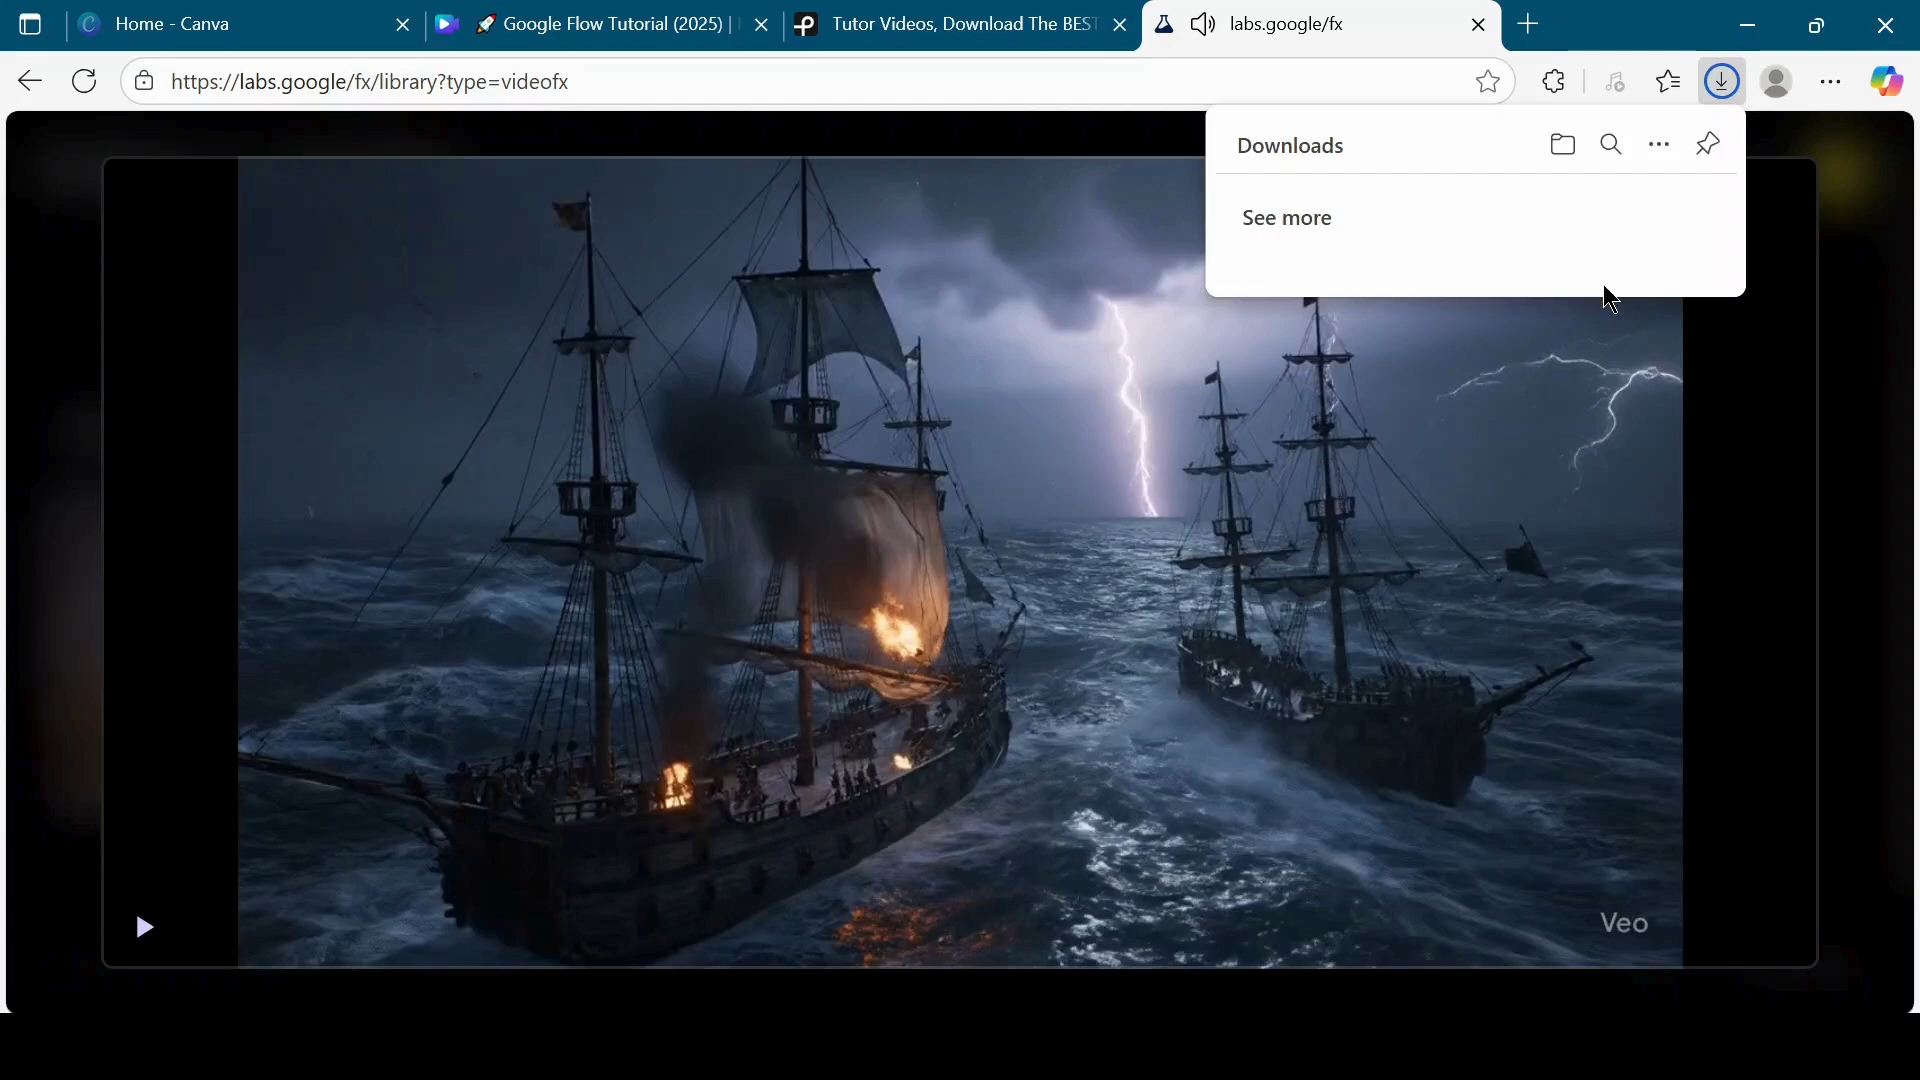 Home - Canva
🚀 Google Flow Tutorial (2025) |
Tutor Videos, Download The BEST
labs.google/fx
https://labs.google/fx/library?type=videofx
Downloads
See more
Veo